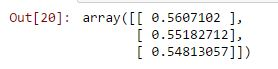 Out[20]: array([[ 0.5607102 ],
[ 0.55182712],
[ 0.54813057]])